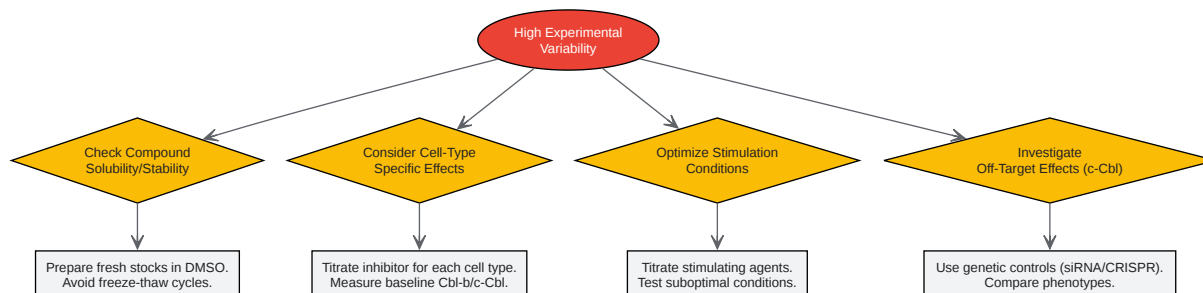 High Experimental
Variability
Check Compound
Solubility/Stability
Consider Cell-Type
Specific Effects
Optimize Stimulation
Conditions
Investigate
Off-Target Effects (c-Cbl)
Prepare fresh stocks in DMSO.
Avoid freeze-thaw cycles.
Titrate inhibitor for each cell type.
Measure baseline Cbl-b/c-Cbl.
Titrate stimulating agents.
Test suboptimal conditions.
Use genetic controls (siRNA/CRISPR).
Compare phenotypes.